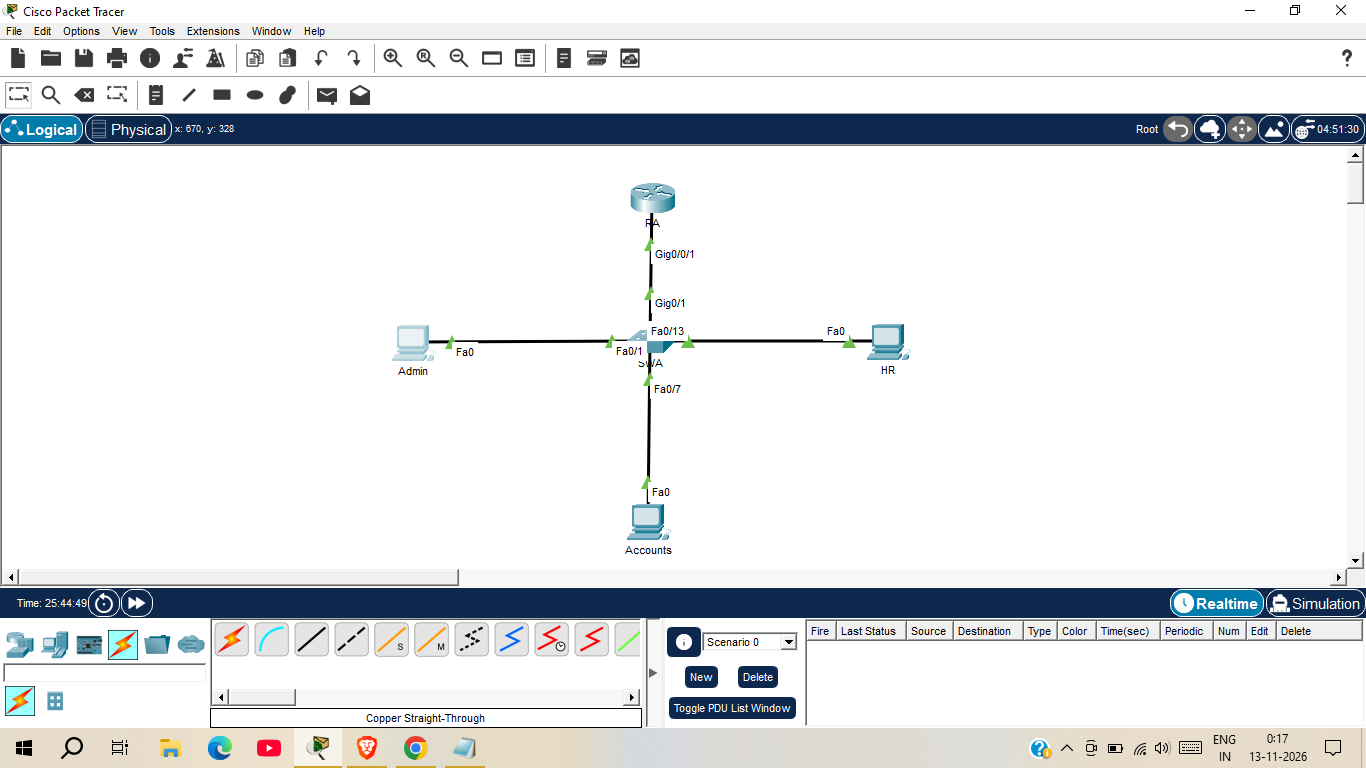 Cisco Packet Tracer
File Edit Options View Tools Extensions Window Help
Logical Physical x: 670, y: 328 Root 04:51:30
RA
Gig0/0/1
Gig0/1
Fa0/13 Fa0
Fa0 Fa0/1
SWA
Admin HR
Fa0/7
Fa0
Accounts
Time: 25:44:49 Realtime Simulation
S M
Scenario 0
Fire Last Status Source Destination Type Color Time(sec) Periodic Num Edit Delete
New Delete
Toggle PDU List Window
Copper Straight-Through
ENG
IN
0:17
13-11-2026